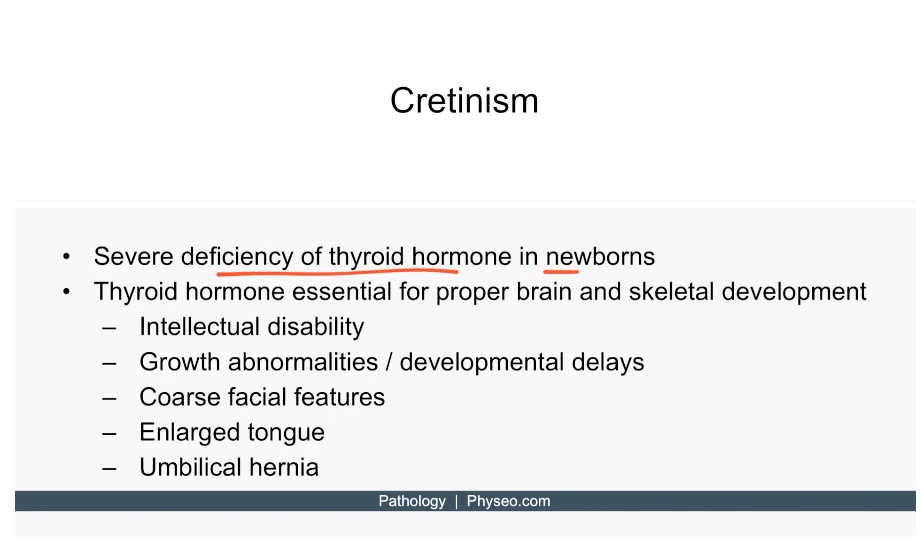 Cretinism
• Severe deficiency of thyroid hormone in newborns
• Thyroid hormone essential for proper brain and skeletal development
– Intellectual disability
– Growth abnormalities / developmental delays
– Coarse facial features
– Enlarged tongue
– Umbilical hernia
Pathology | Physeo.com